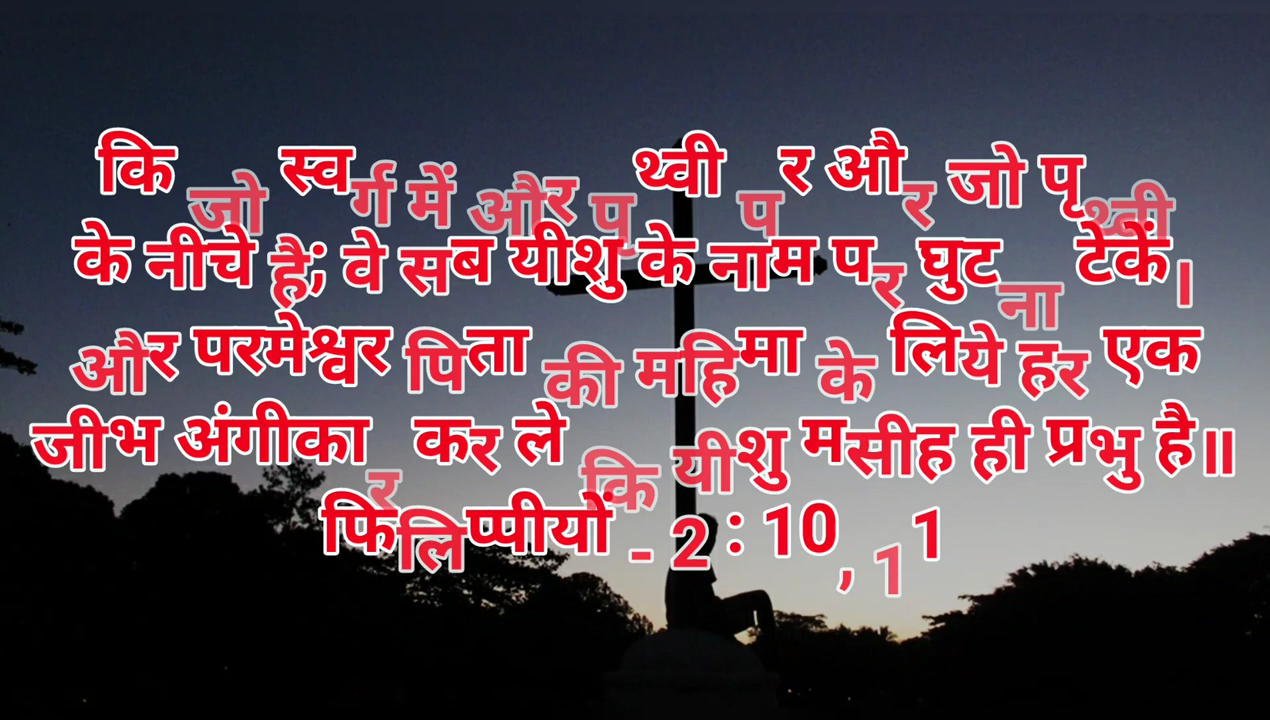 कि जो स्वर्ग में और पृथ्वी पर और जो पृथ्वी
के नीचे है; वे सब यीशु के नाम पर घुटना टेकें।
और परमेश्वर पिता की महिमा के लिये हर एक
जीभ अंगीकार कर ले कि यीशु मसीह ही प्रभु है॥
फिलिप्पीयों - 2 : 10, 11